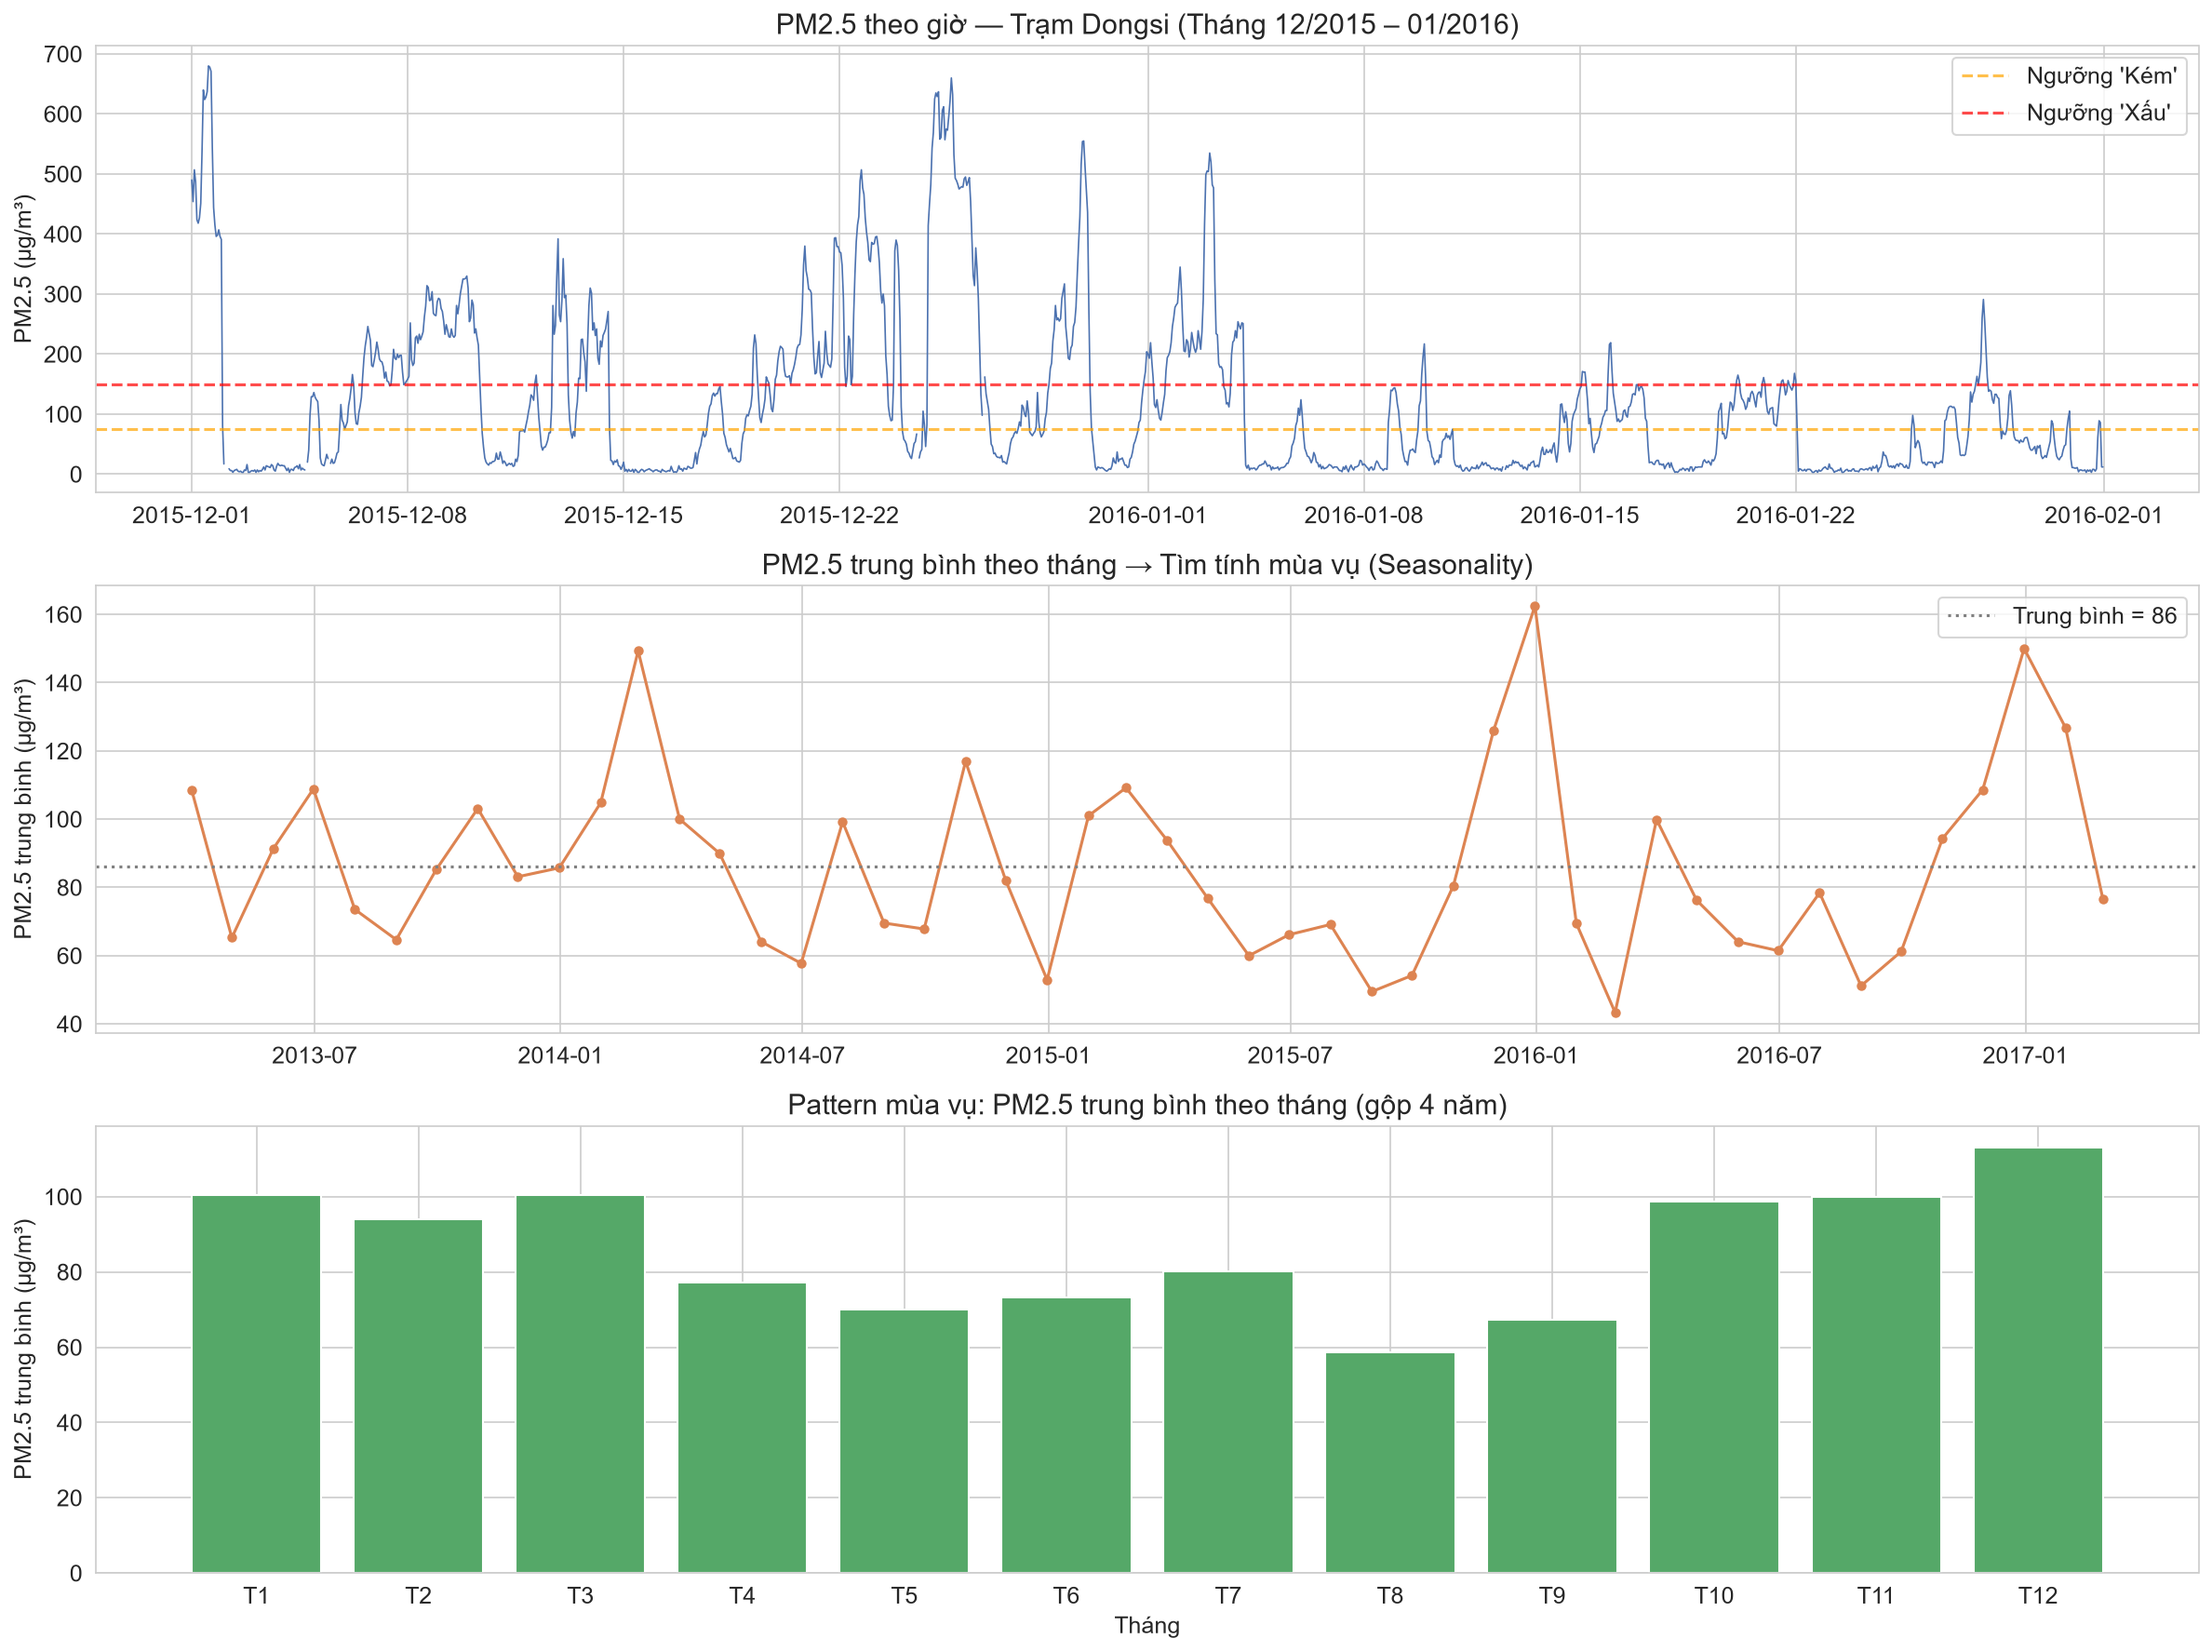 PM2.5 theo giờ — Trạm Dongsi (Tháng 12/2015 – 01/2016)
PM2.5 (µg/m³)
700
600
500
400
300
200
100
0
Ngưỡng 'Kém'
Ngưỡng 'Xấu'
2015-12-01 2015-12-08 2015-12-15 2015-12-22 2016-01-01 2016-01-08 2016-01-15 2016-01-22 2016-02-01
PM2.5 trung bình theo tháng → Tìm tính mùa vụ (Seasonality)
PM2.5 trung bình (µg/m³)
160
140
120
100
80
60
40
Trung bình = 86
2013-07 2014-01 2014-07 2015-01 2015-07 2016-01 2016-07 2017-01
Pattern mùa vụ: PM2.5 trung bình theo tháng (gộp 4 năm)
PM2.5 trung bình (µg/m³)
100
80
60
40
20
0
T1 T2 T3 T4 T5 T6 T7 T8 T9 T10 T11 T12
Tháng